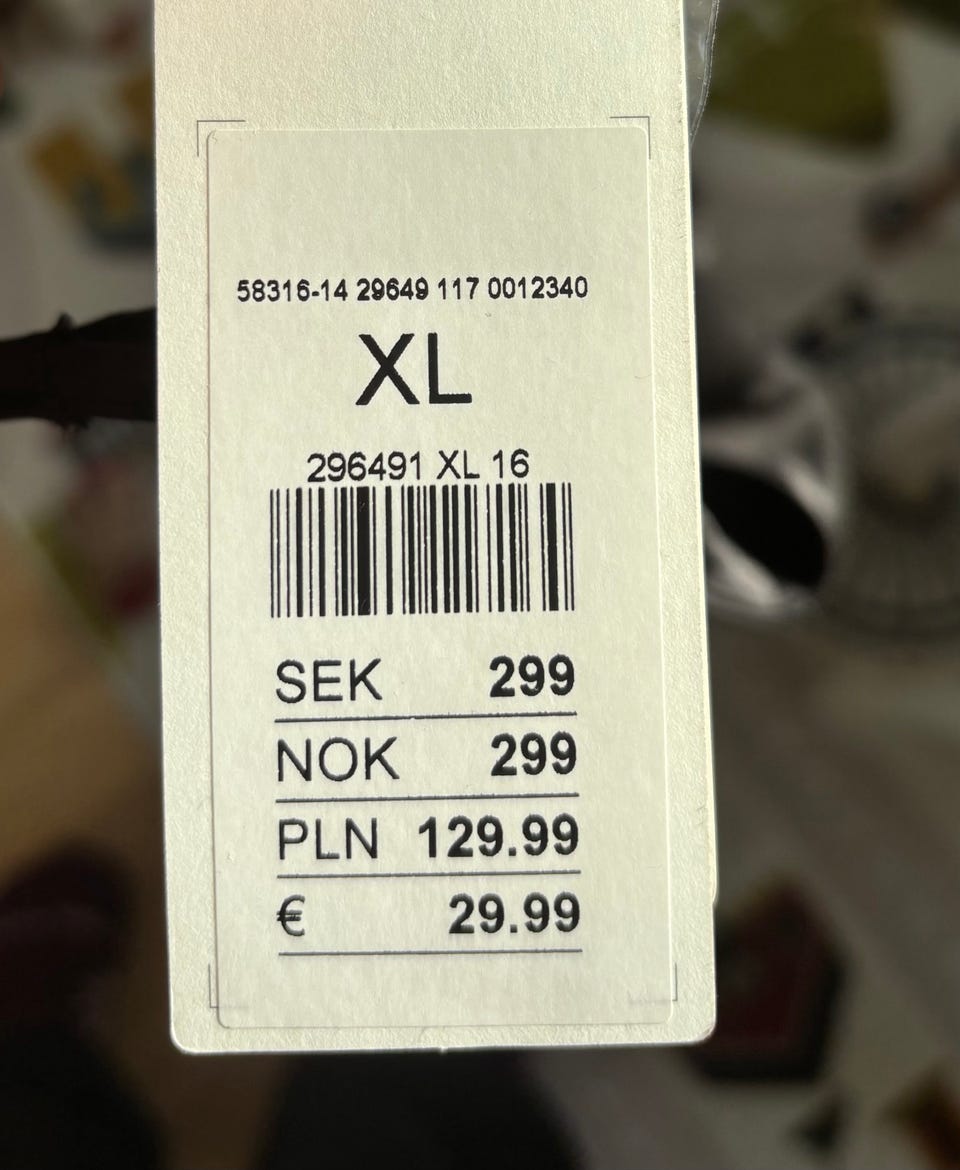 58316-14 29649 117 0012340
XL
296491 XL 16
SEK 299
NOK 299
PLN 129.99
€ 29.99